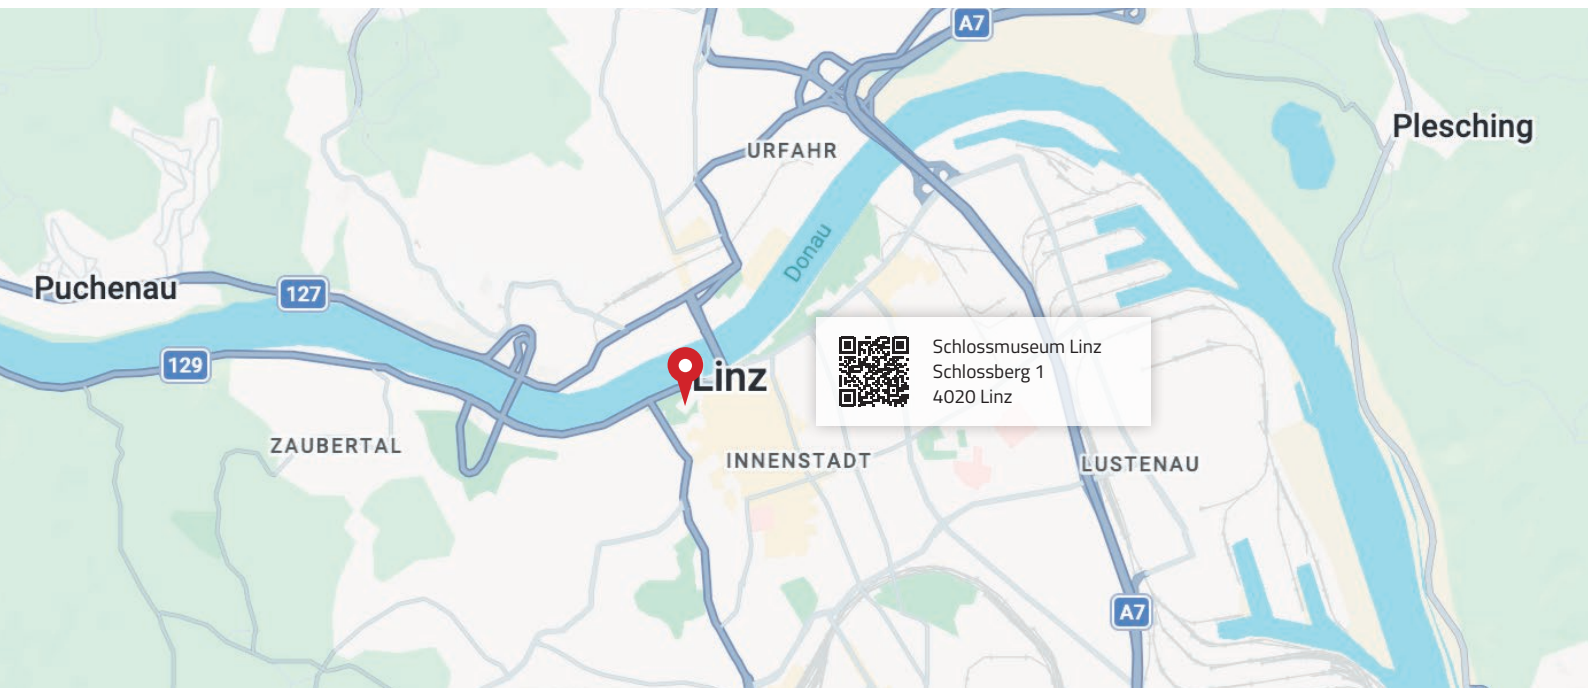 A7
Plesching
URFAHR
Donau
Puchenau
127
129
Linz
Schlossmuseum Linz
Schlossberg 1
4020 Linz
ZAUBERTAL
INNENSTADT
LUSTENAU
A7